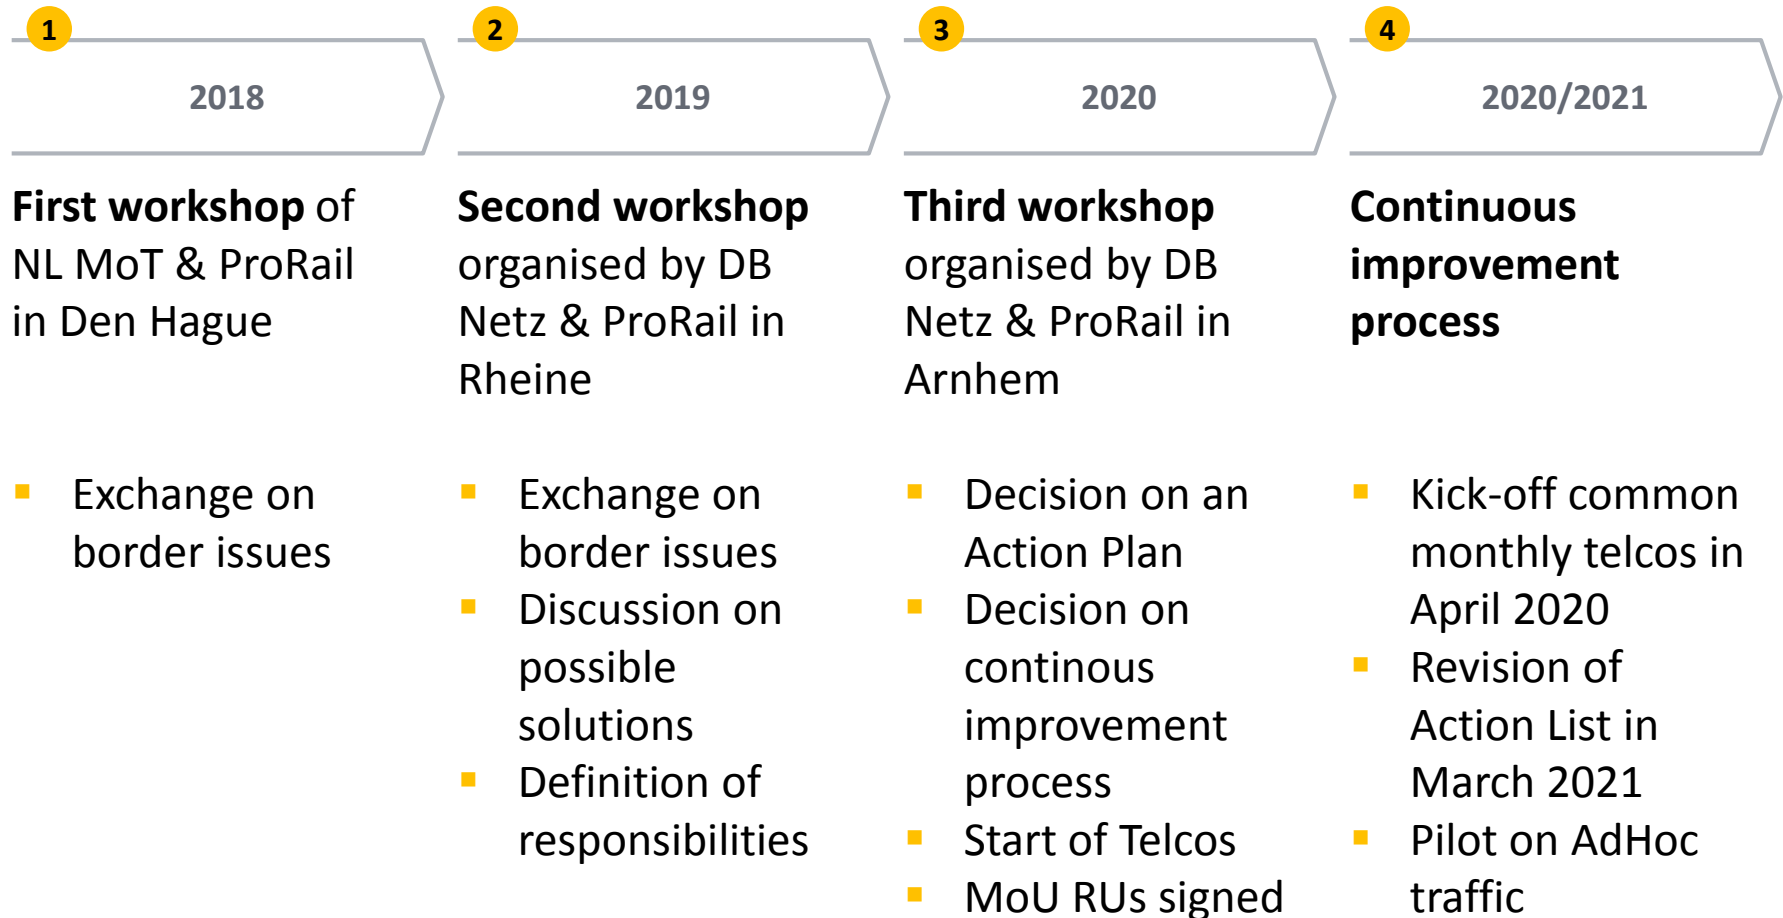 1
2018
First workshop of
NL MoT & ProRail
in Den Hague
▪ Exchange on
border issues
2
2019
Second workshop
organised by DB
Netz & ProRail in
Rheine
▪ Exchange on
border issues
▪ Discussion on
possible
solutions
▪ Definition of
responsibilities
3
2020
Third workshop
organised by DB
Netz & ProRail in
Arnhem
▪ Decision on an
Action Plan
▪ Decision on
continous
improvement
process
▪ Start of Telcos
▪ MoU RUs signed
4
2020/2021
Continuous
improvement
process
▪ Kick-off common
monthly telcos in
April 2020
▪ Revision of
Action List in
March 2021
▪ Pilot on AdHoc
traffic